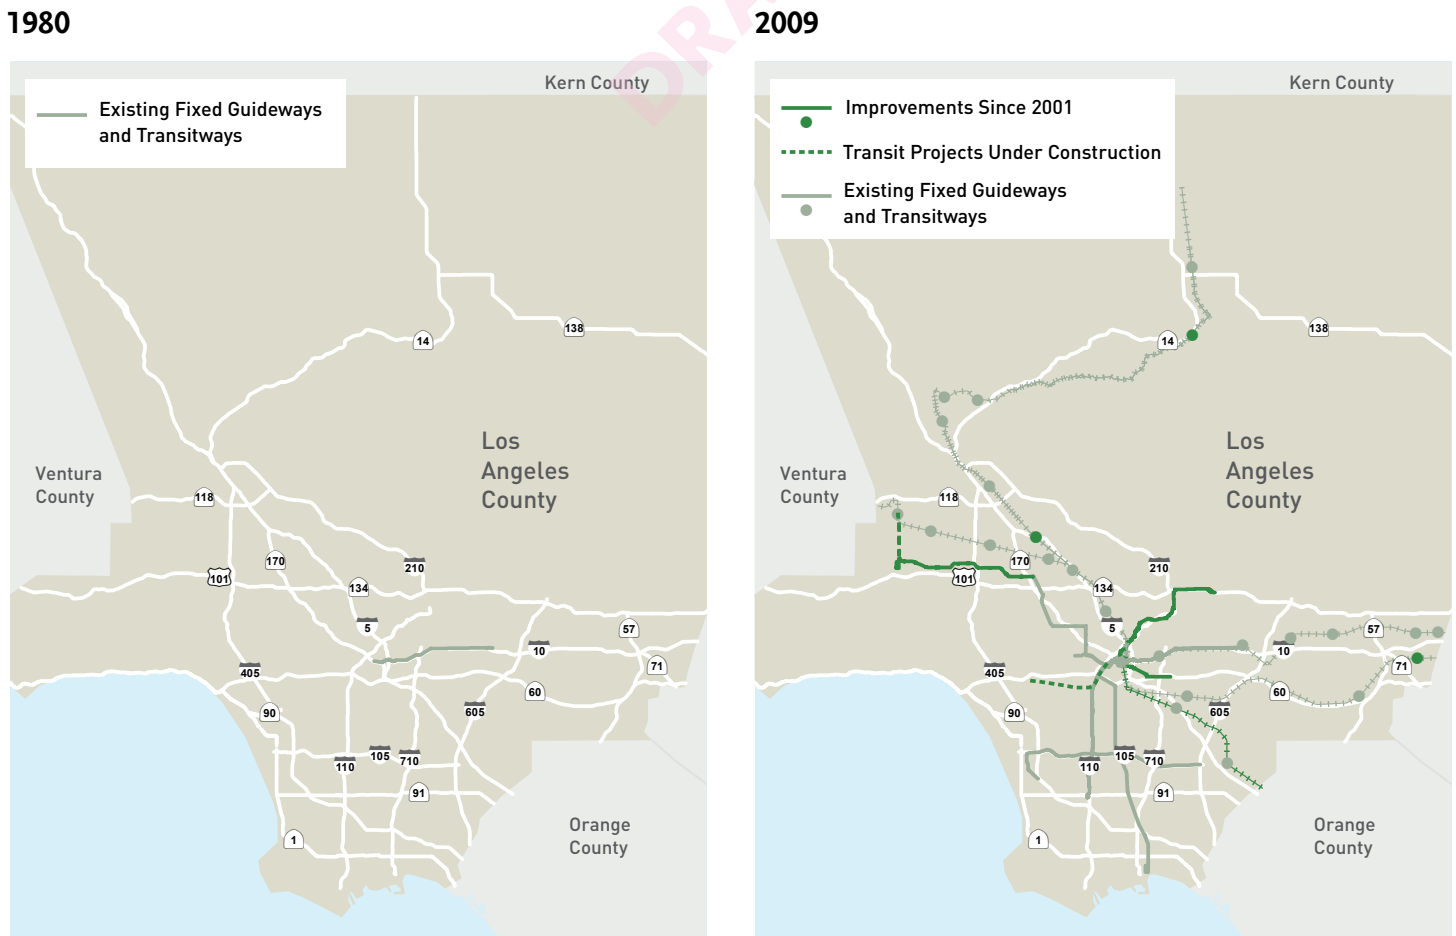 1980
Kern County
Existing Fixed Guideways
and Transitways
138
14
Los
Angeles
County
Ventura
County
118
170
210
101
134
5
57
10
71
405
60
90
605
105
710
110
91
1
Orange
County
DRA
2009
Kern County
Improvements Since 2001
Transit Projects Under Construction
Existing Fixed Guideways
and Transitways
138
14
Los
Angeles
County
Ventura
County
118
170
210
101
134
5
57
10
71
405
60
90
605
105
710
110
91
1
Orange
County